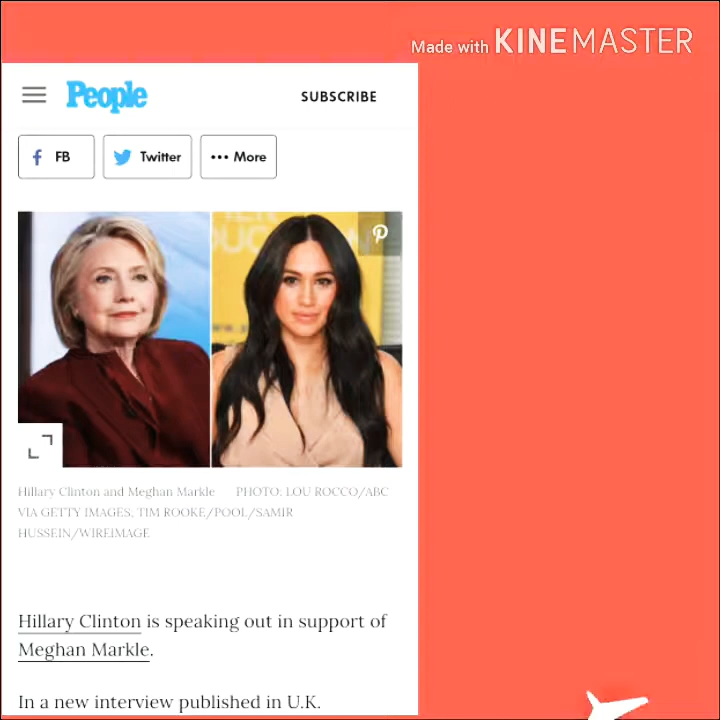 Made with KINEMASTER
People
SUBSCRIBE
FB
Twitter
••• More
Hillary Clinton and Meghan Markle PHOTO: LOU ROCCO/ABC
VIA GETTY IMAGES, TIM ROOKE/POOL/SAMIR
HUSSEIN/WIREIMAGE
Hillary Clinton is speaking out in support of
Meghan Markle.
In a new interview published in U.K.